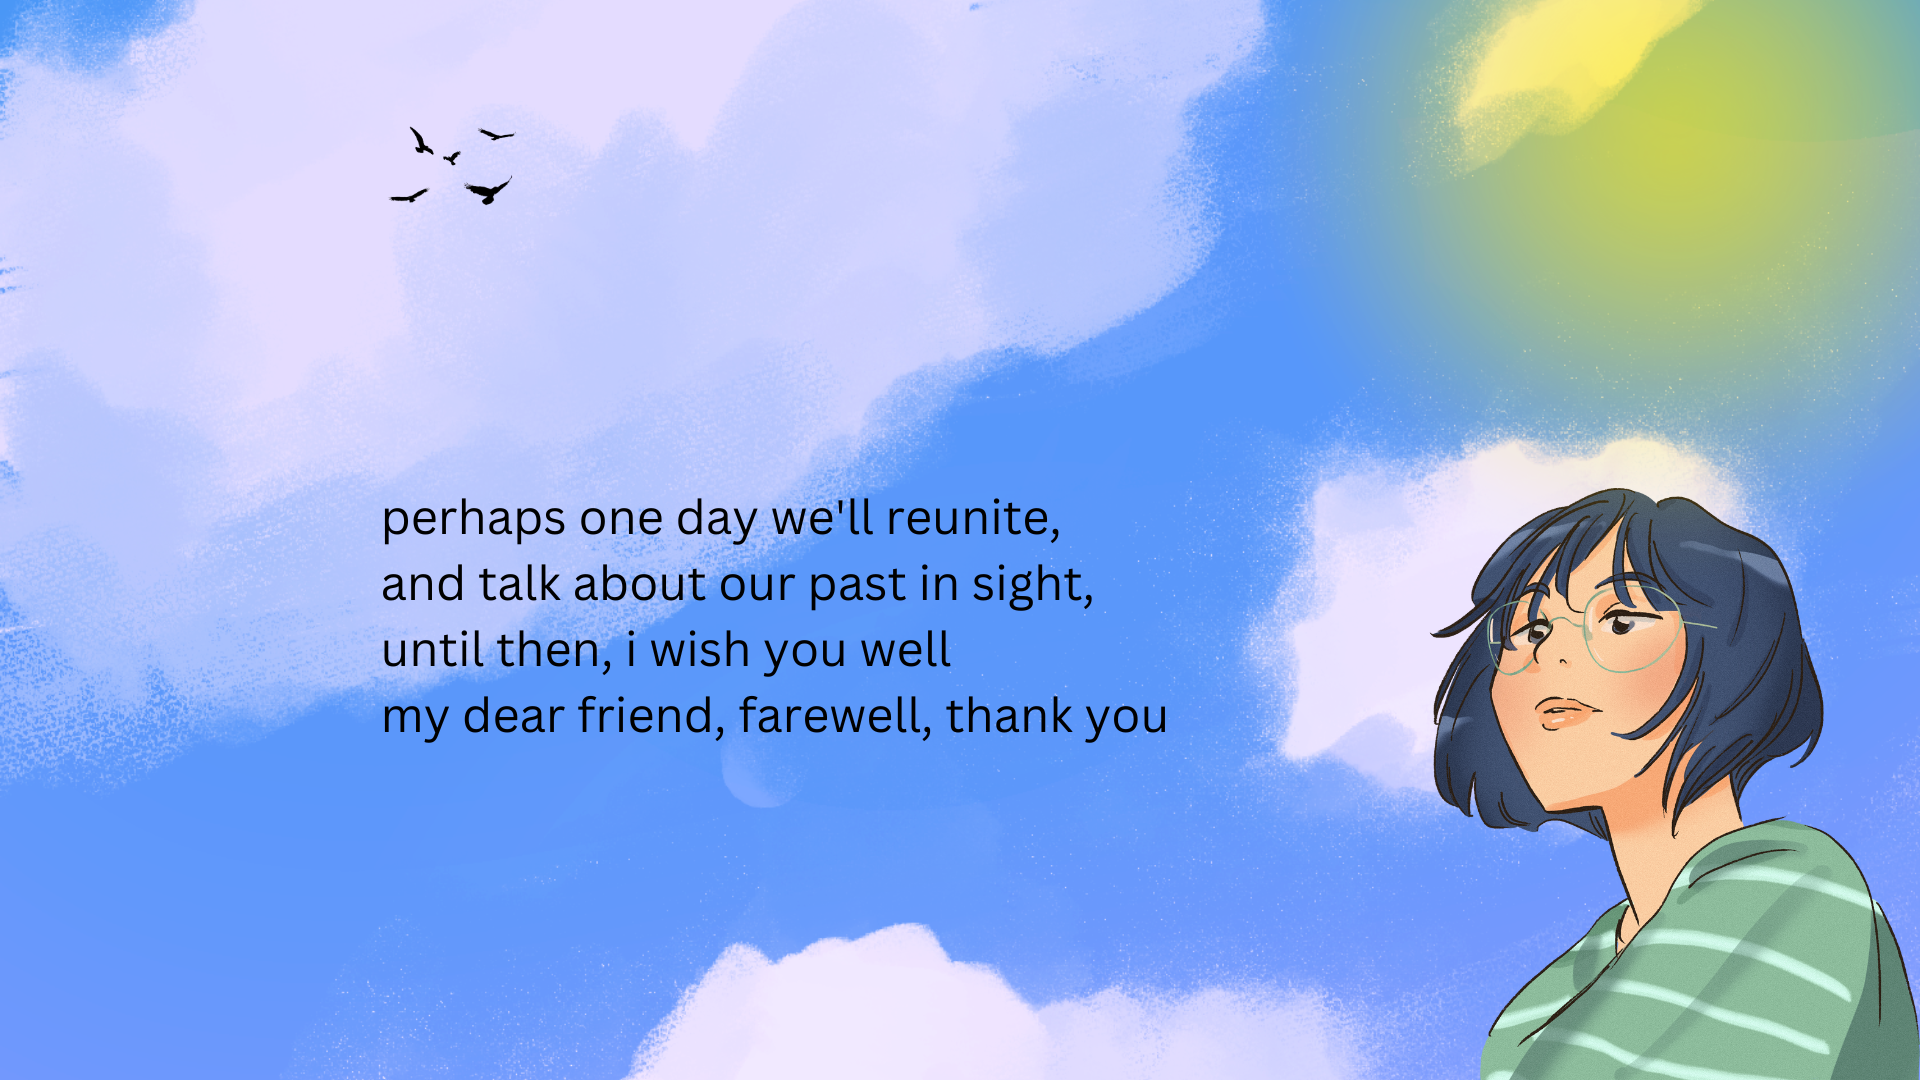 perhaps one day we'll reunite,
and talk about our past in sight,
until then, i wish you well
my dear friend, farewell, thank you